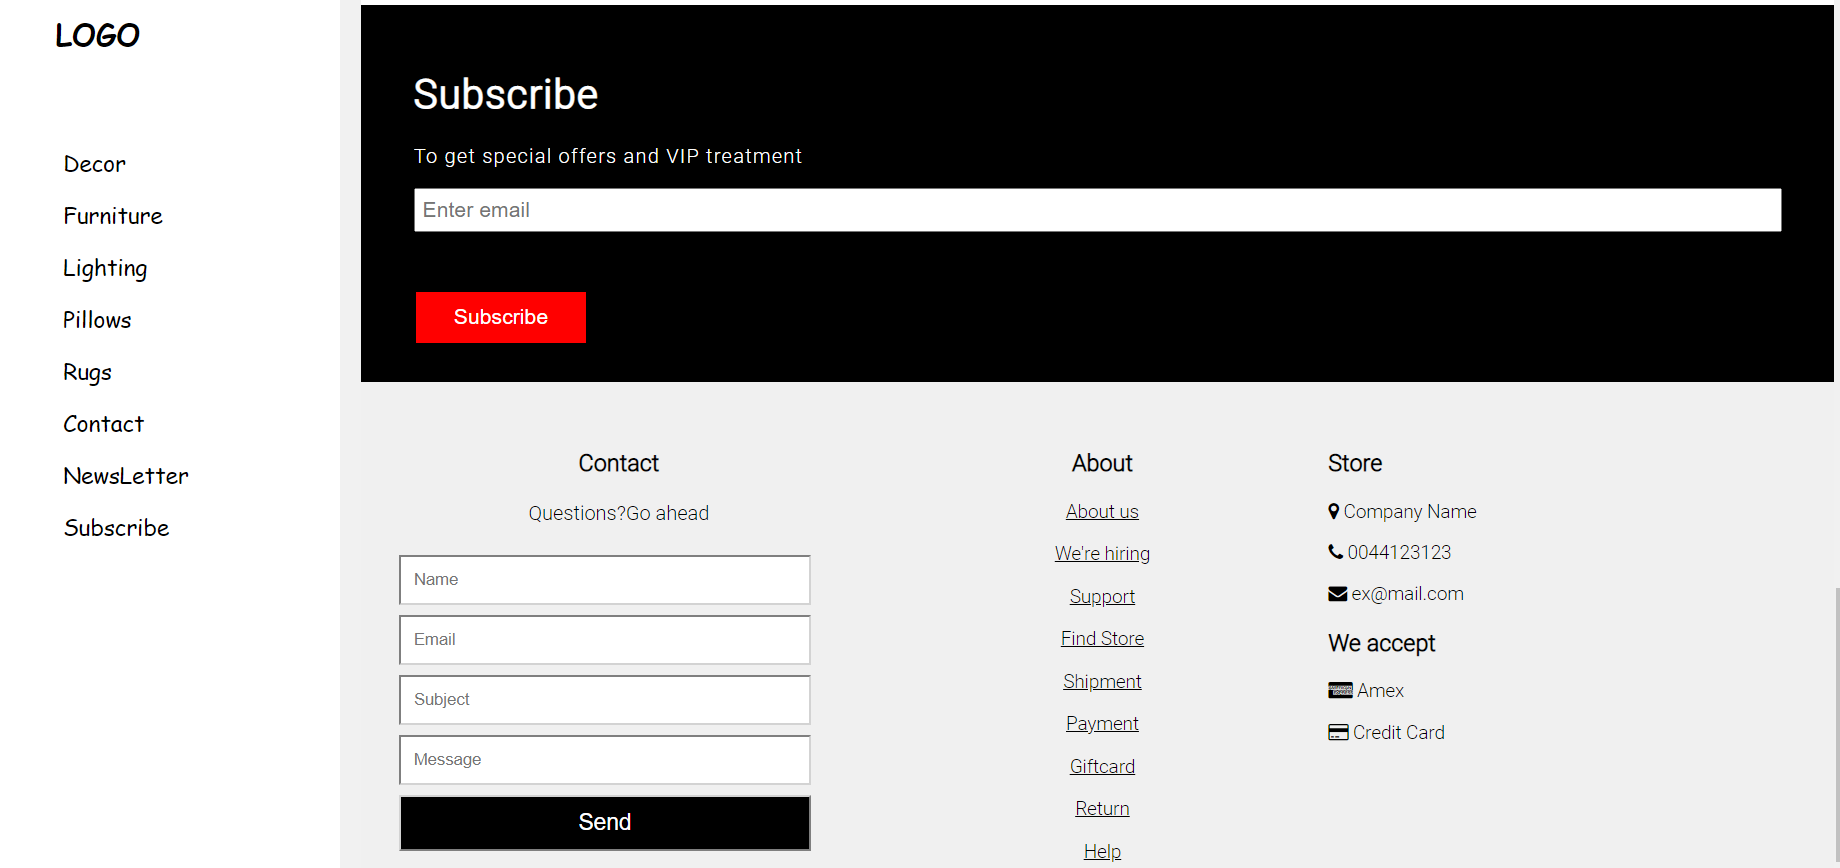 LOGO
Decor
Furniture
Lighting
Pillows
Rugs
Contact
NewsLetter
Subscribe
Subscribe
To get special offers and VIP treatment
Enter email
Subscribe
Contact
Questions?Go ahead
Name
Email
Subject
Message
Send
About
About us
We're hiring
Support
Find Store
Shipment
Payment
Giftcard
Return
Help
Store
Company Name
0044123123
ex@mail.com
We accept
Amex
Credit Card